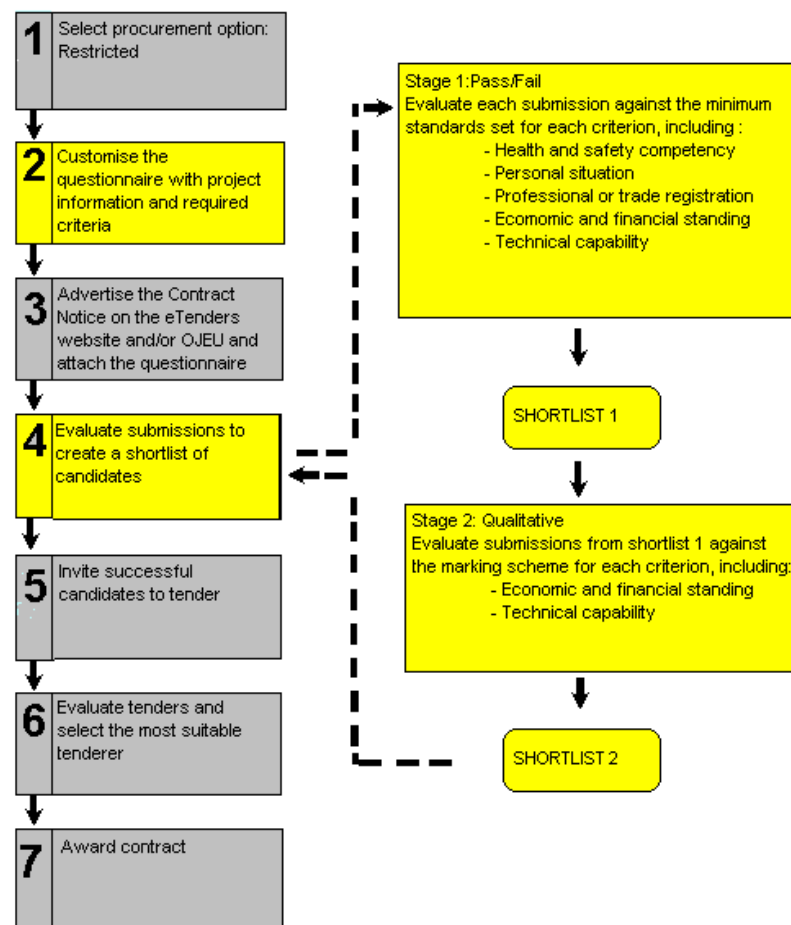 1
Select procurement option:
Restricted
2
Customise the
questionnaire with project
information and required
criteria
3
Advertise the Contract
Notice on the eTenders
website and/or OJEU and
attach the questionnaire
4
Evaluate submissions to
create a shortlist of
candidates
5
Invite successful
candidates to tender
6
Evaluate tenders and
select the most suitable
tenderer
7
Award contract
Stage 1:Pass/Fail
Evaluate each submission against the minimum
standards set for each criterion, including :
- Health and safety competency
- Personal situation
- Professional or trade registration
- Economic and financial standing
- Technical capability
SHORTLIST 1
Stage 2: Qualitative
Evaluate submissions from shortlist 1 against
the marking scheme for each criterion, including:
- Economic and financial standing
- Technical capability
SHORTLIST 2